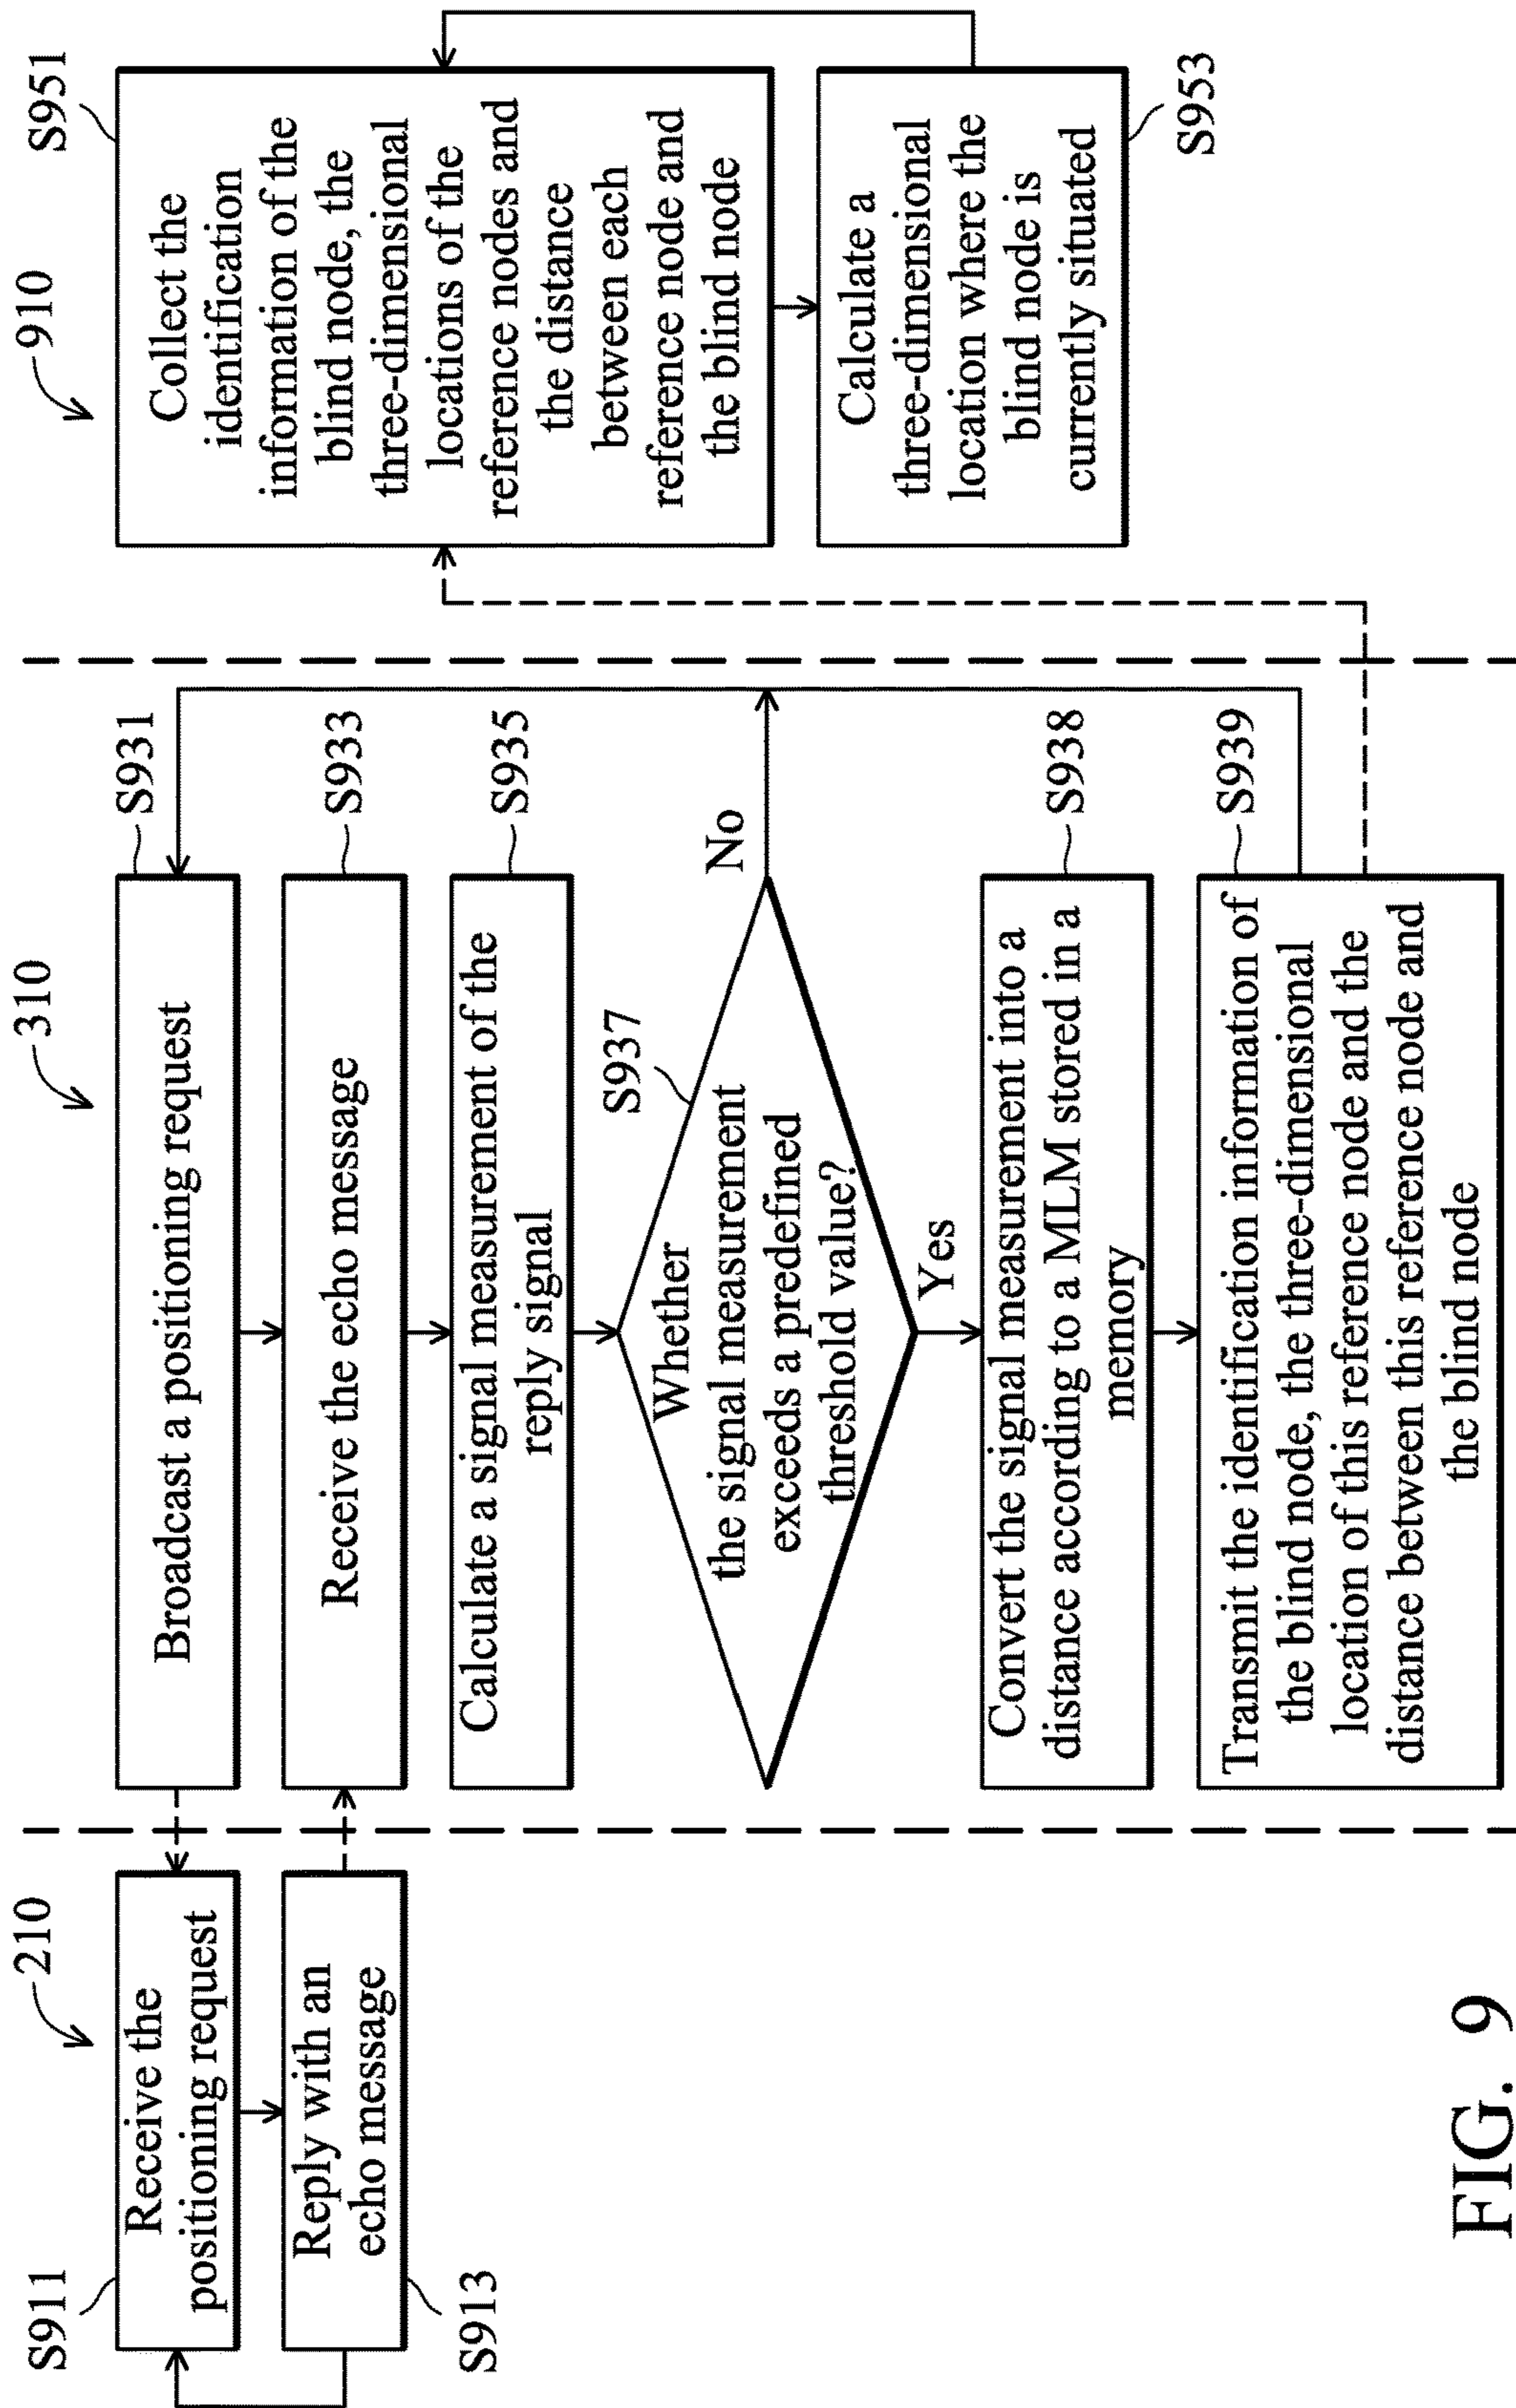 210
S911
Receive the
positioning request
Reply with an
echo message
S913
310
Broadcast a positioning request
S931
Receive the echo message
S933
Calculate a signal measurement of the
reply signal
S935
Whether
the signal measurement
exceeds a predefined
threshold value?
S937
No
Yes
Convert the signal measurement into a
distance according to a MLM stored in a
memory
S938
Transmit the identification information of
the blind node, the three-dimensional
location of this reference node and the
distance between this reference node and
the blind node
S939
910
S951
Collect the
identification
information of the
blind node, the
three-dimensional
locations of the
reference nodes and
the distance
between each
reference node and
the blind node
Calculate a
three-dimensional
location where the
blind node is
currently situated
S953
FIG. 9